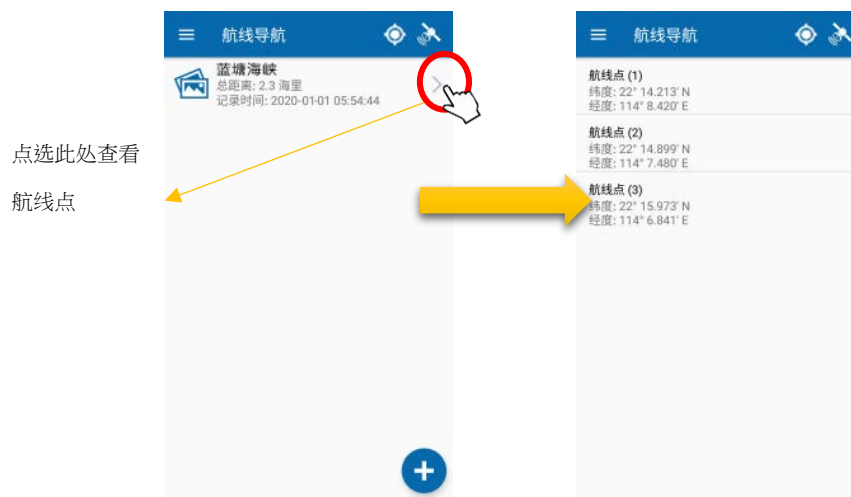 点选此处查看
航线点
航线导航
蓝塘海峡
总距离: 2.3 海里
记录时间: 2020-01-01 05:54:44
航线导航
航线点 (1)
纬度: 22° 14.213' N
经度: 114° 8.420' E
航线点 (2)
纬度: 22° 14.899' N
经度: 114° 7.480' E
航线点 (3)
纬度: 22° 15.973' N
经度: 114° 6.841' E